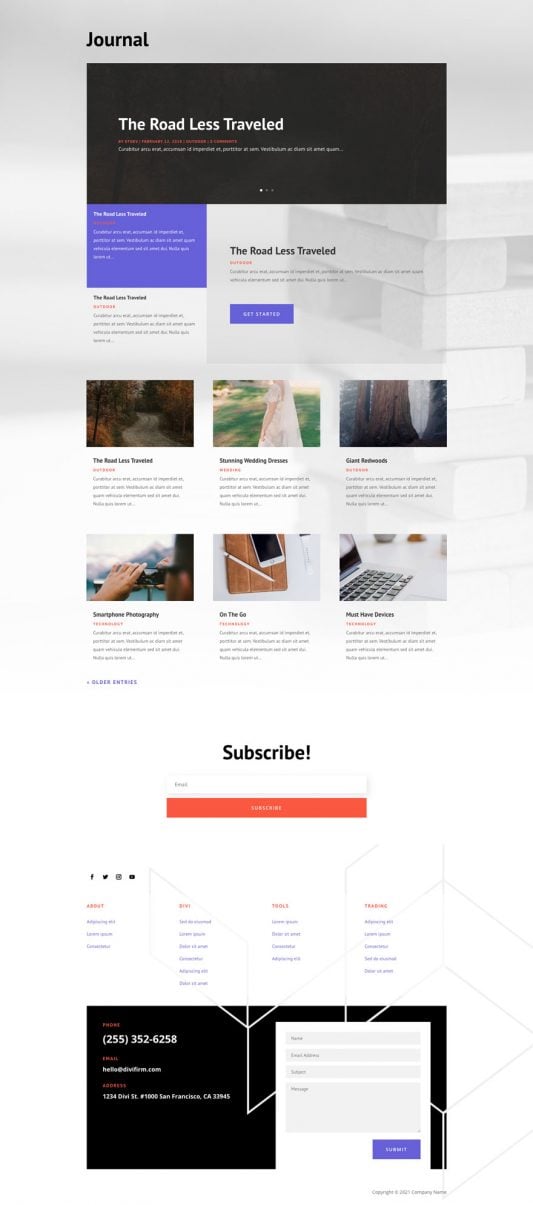 Journal
The Road Less Traveled
BY ETDEV | FEBRUARY 12, 2018 | OUTDOOR | 2 COMMENTS
Curabitur arcu erat, accumsan id imperdiet et, porttitor at sem. Vestibulum ac diam sit amet quam...
The Road Less Traveled
OUTDOOR
Curabitur arcu erat, accumsan id imperdiet et,
porttitor at sem. Vestibulum ac diam sit amet quam
vehicula elementum sed sit amet dui. Nulla quis
lorem ut...
The Road Less Traveled
OUTDOOR
Curabitur arcu erat, accumsan id imperdiet et,
porttitor at sem. Vestibulum ac diam sit amet quam
vehicula elementum sed sit amet dui. Nulla quis
lorem ut...
The Road Less Traveled
OUTDOOR
Curabitur arcu erat, accumsan id imperdiet et, porttitor at sem. Vestibulum ac diam sit amet quam
vehicula elementum sed sit amet dui. Nulla quis lorem ut...
GET STARTED
The Road Less Traveled
OUTDOOR
Curabitur arcu erat, accumsan id imperdiet et,
porttitor at sem. Vestibulum ac diam sit amet
quam vehicula elementum sed sit amet dui.
Nulla quis lorem ut...
Stunning Wedding Dresses
WEDDING
Curabitur arcu erat, accumsan id imperdiet et,
porttitor at sem. Vestibulum ac diam sit amet
quam vehicula elementum sed sit amet dui.
Nulla quis lorem ut...
Giant Redwoods
OUTDOOR
Curabitur arcu erat, accumsan id imperdiet et,
porttitor at sem. Vestibulum ac diam sit amet
quam vehicula elementum sed sit amet dui.
Nulla quis lorem ut...
Smartphone Photography
TECHNOLOGY
Curabitur arcu erat, accumsan id imperdiet et,
porttitor at sem. Vestibulum ac diam sit amet
quam vehicula elementum sed sit amet dui.
Nulla quis lorem ut...
On The Go
TECHNOLOGY
Curabitur arcu erat, accumsan id imperdiet et,
porttitor at sem. Vestibulum ac diam sit amet
quam vehicula elementum sed sit amet dui.
Nulla quis lorem ut...
Must Have Devices
TECHNOLOGY
Curabitur arcu erat, accumsan id imperdiet et,
porttitor at sem. Vestibulum ac diam sit amet
quam vehicula elementum sed sit amet dui.
Nulla quis lorem ut...
« OLDER ENTRIES
Subscribe!
Email
SUBSCRIBE
ABOUT
Adipiscing elit
Lorem ipsum
Consectetur
DIVI
Sed do eiusmod
Lorem ipsum
Dolor sit amet
Consectetur
Adipiscing elit
Dolor sit amet
TOOLS
Lorem ipsum
Dolor sit amet
Consectetur
Adipiscing elit
TRADING
Adipiscing elit
Lorem ipsum
Consectetur
Sed do eiusmod
Dolor sit amet
PHONE
(255) 352-6258
EMAIL
hello@divifirm.com
ADDRESS
1234 Divi St. #1000 San Francisco, CA 33945
Name
Email Address
Subject
Message
SUBMIT
Copyright © 2021 Company Name